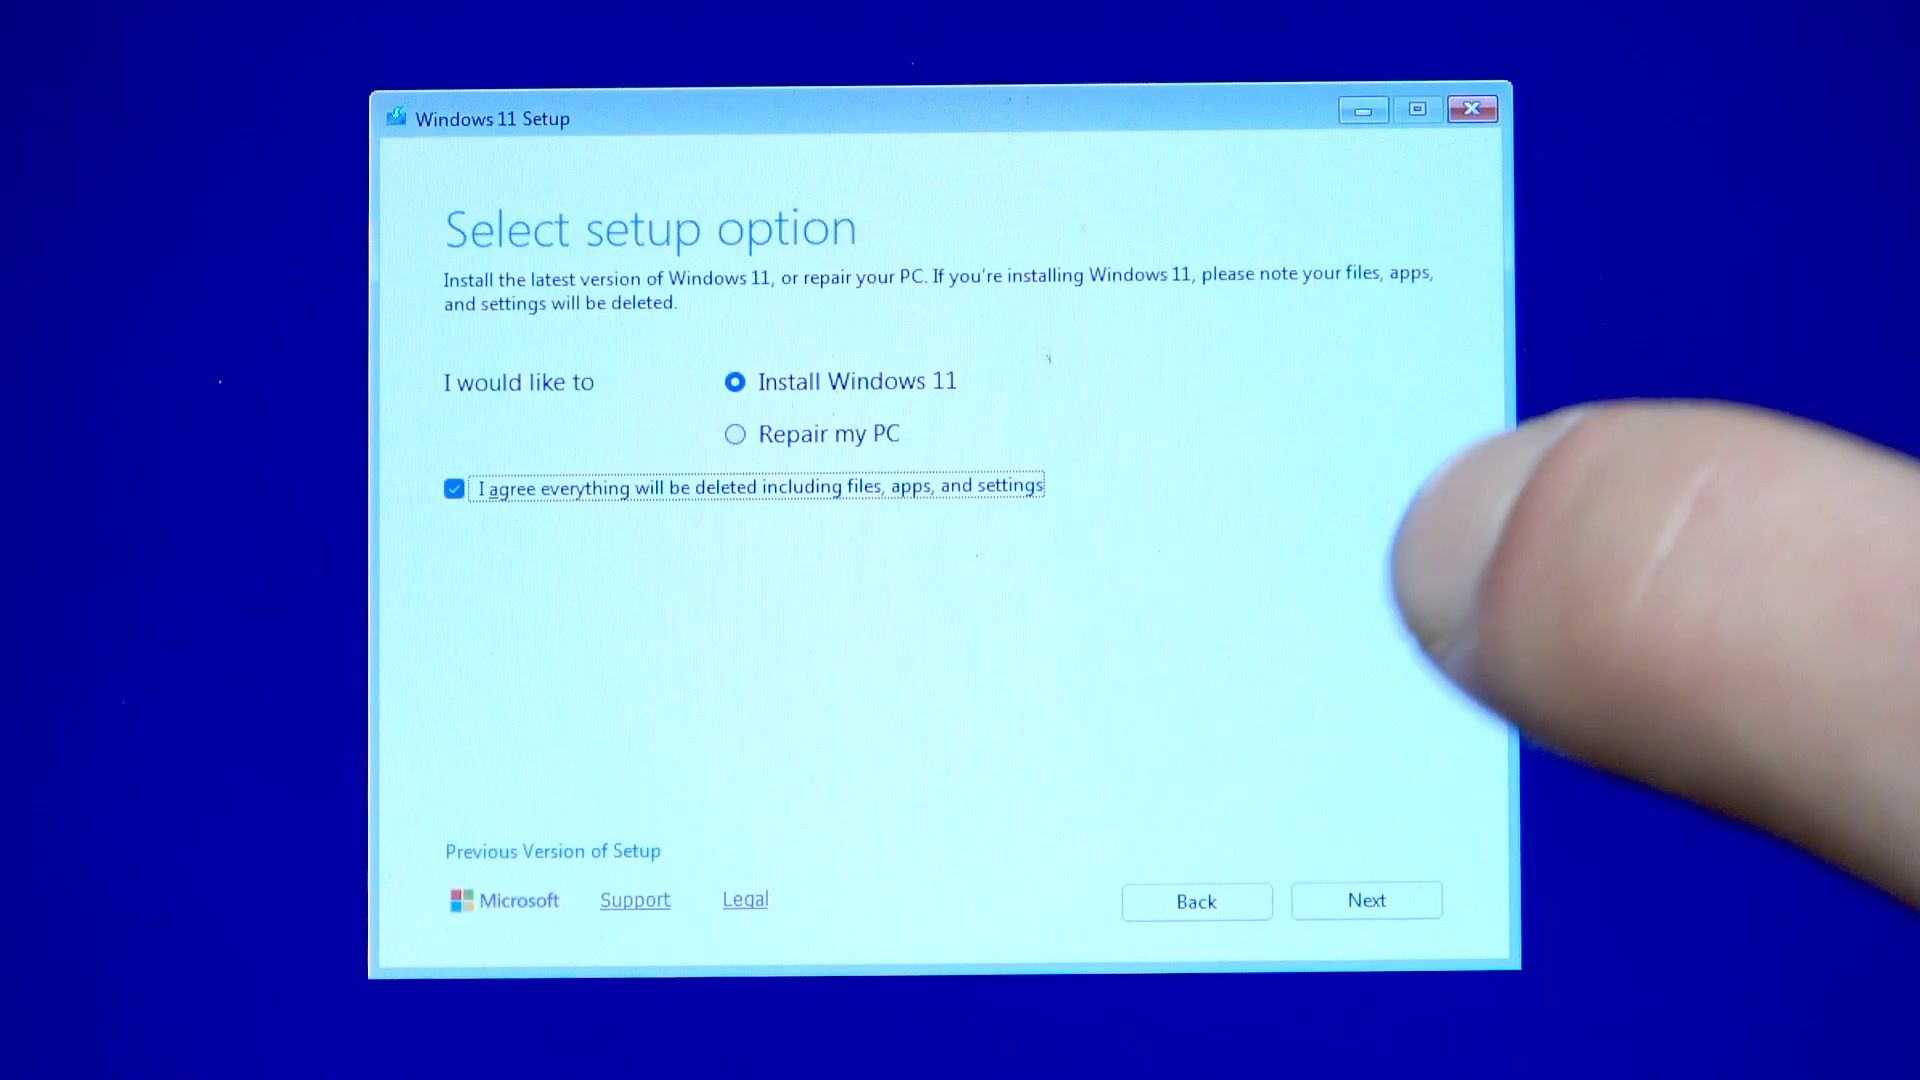 Windows 11 Setup
Select setup option
Install the latest version of Windows 11, or repair your PC. If you're installing Windows 11, please note your files, apps,
and settings will be deleted.
I would like to
Install Windows 11
Repair my PC
I agree everything will be deleted including files, apps, and settings
Previous Version of Setup
Microsoft Support Legal
Back Next